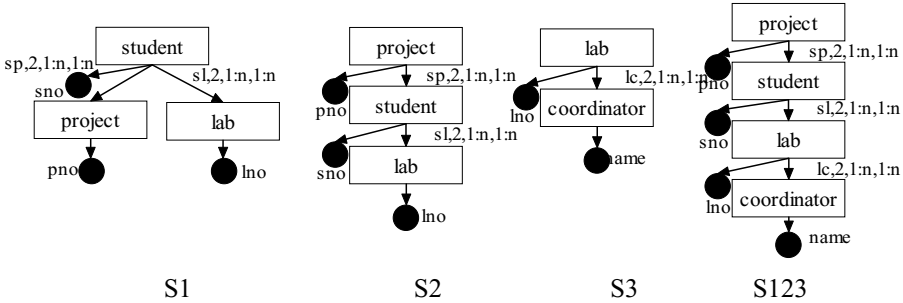 student
sp,2,1:n,1:n
sl,2,1:n,1:n
sno
project
lab
pno
lno
S1
project
sp,2,1:n,1:n
pno
student
sl,2,1:n,1:n
sno
lab
lno
S2
lab
lc,2,1:n,1:n
lno
coordinator
name
S3
project
sp,2,1:n,1:n
pno
student
sl,2,1:n,1:n
sno
lab
lc,2,1:n,1:n
lno
coordinator
name
S123